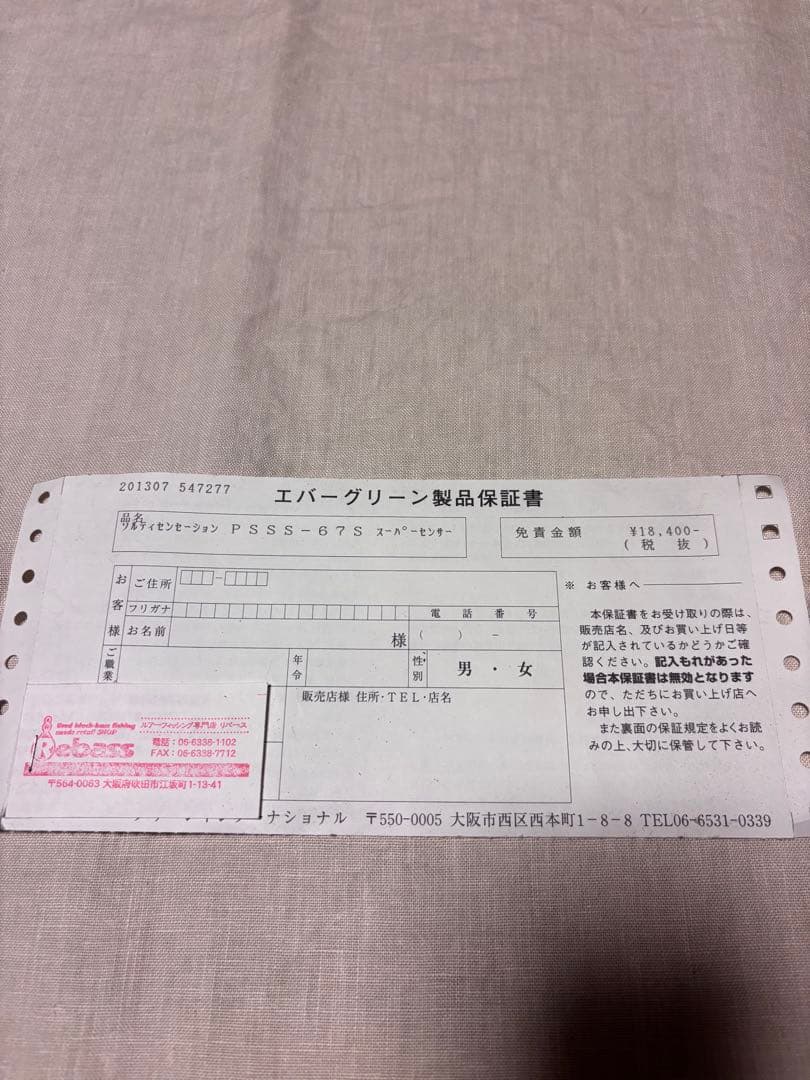 201307 547277
エバーグリーン製品保証書
品名
ソルティセンセーション PSSS-67S スーパーセンサー
免責金額 ¥18,400-
(税 抜)
お客様
ご住所
フリガナ
電話番号
お名前
様
( ) -
ご職業
年令
性別
男・女
販売店様 住所・TEL・店名
※ お客様へ
本保証書をお受け取りの際は、
販売店名、及びお買い上げ日等
が記入されているかどうかご確
認ください。記入もれがあった
場合本保証書は無効となります
ので、ただちにお買い上げ店へ
お申し出下さい。
また裏面の保証規定をよくお読
みの上、大切に保管して下さい。
Used black-bass fishing
ルアーフィッシング専門店 リベース
Rebass
電話:06-6338-1102
FAX:06-6338-7712
〒564-0063 大阪府吹田市江坂町1-13-41
ナショナル 〒550-0005 大阪市西区西本町1-8-8 TEL06-6531-0339